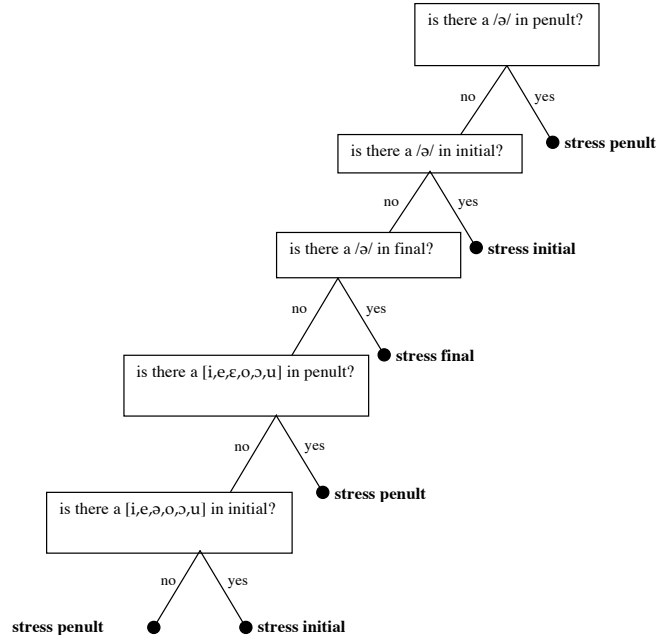 is there a /ə/ in penult?
no
yes
stress penult
is there a /ə/ in initial?
no
yes
stress initial
is there a /ə/ in final?
no
yes
stress final
is there a [i,e,ɛ,o,ɔ,u] in penult?
no
yes
stress penult
is there a [i,e,ə,o,ɔ,u] in initial?
no
yes
stress penult
stress initial